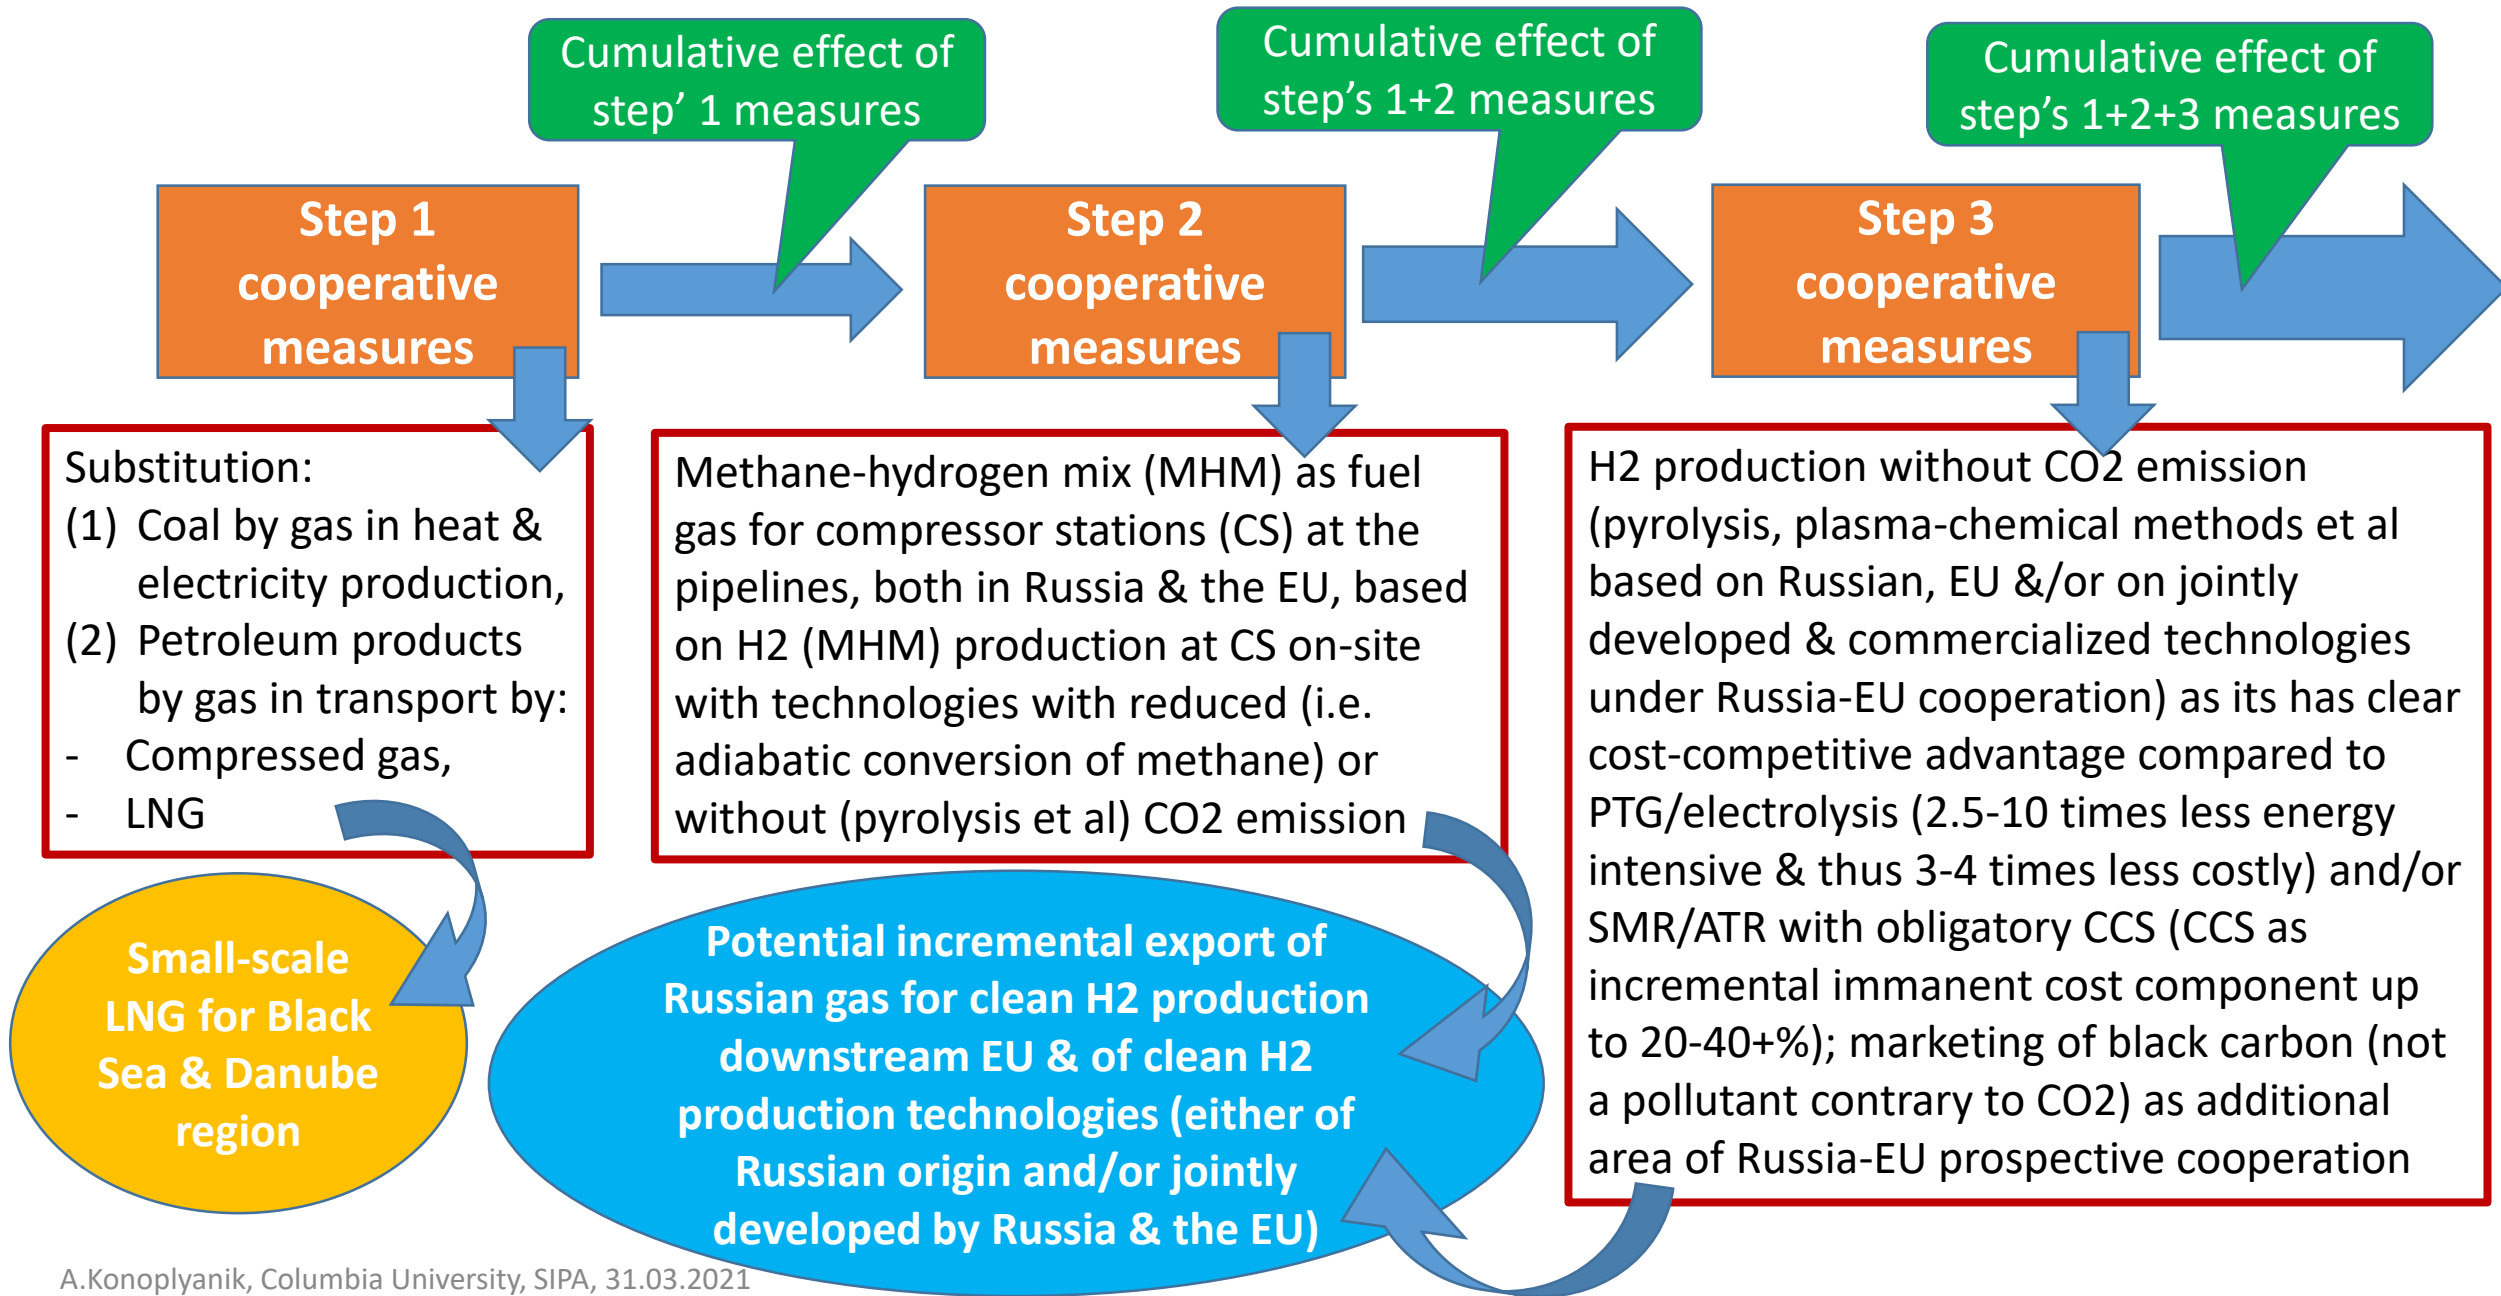 Cumulative effect of
step' 1 measures
Cumulative effect of
step's 1+2 measures
Cumulative effect of
step's 1+2+3 measures
Step 1
cooperative
measures
Step 2
cooperative
measures
Step 3
cooperative
measures
Substitution:
(1) Coal by gas in heat &
electricity production,
(2) Petroleum products
by gas in transport by:
- Compressed gas,
- LNG
Methane-hydrogen mix (MHM) as fuel
gas for compressor stations (CS) at the
pipelines, both in Russia & the EU, based
on H2 (MHM) production at CS on-site
with technologies with reduced (i.e.
adiabatic conversion of methane) or
without (pyrolysis et al) CO2 emission
H2 production without CO2 emission
(pyrolysis, plasma-chemical methods et al
based on Russian, EU &/or on jointly
developed & commercialized technologies
under Russia-EU cooperation) as its has clear
cost-competitive advantage compared to
PTG/electrolysis (2.5-10 times less energy
intensive & thus 3-4 times less costly) and/or
SMR/ATR with obligatory CCS (CCS as
incremental immanent cost component up
to 20-40+%); marketing of black carbon (not
a pollutant contrary to CO2) as additional
area of Russia-EU prospective cooperation
Small-scale
LNG for Black
Sea & Danube
region
Potential incremental export of
Russian gas for clean H2 production
downstream EU & of clean H2
production technologies (either of
Russian origin and/or jointly
developed by Russia & the EU)
A.Konoplyanik, Columbia University, SIPA, 31.03.2021